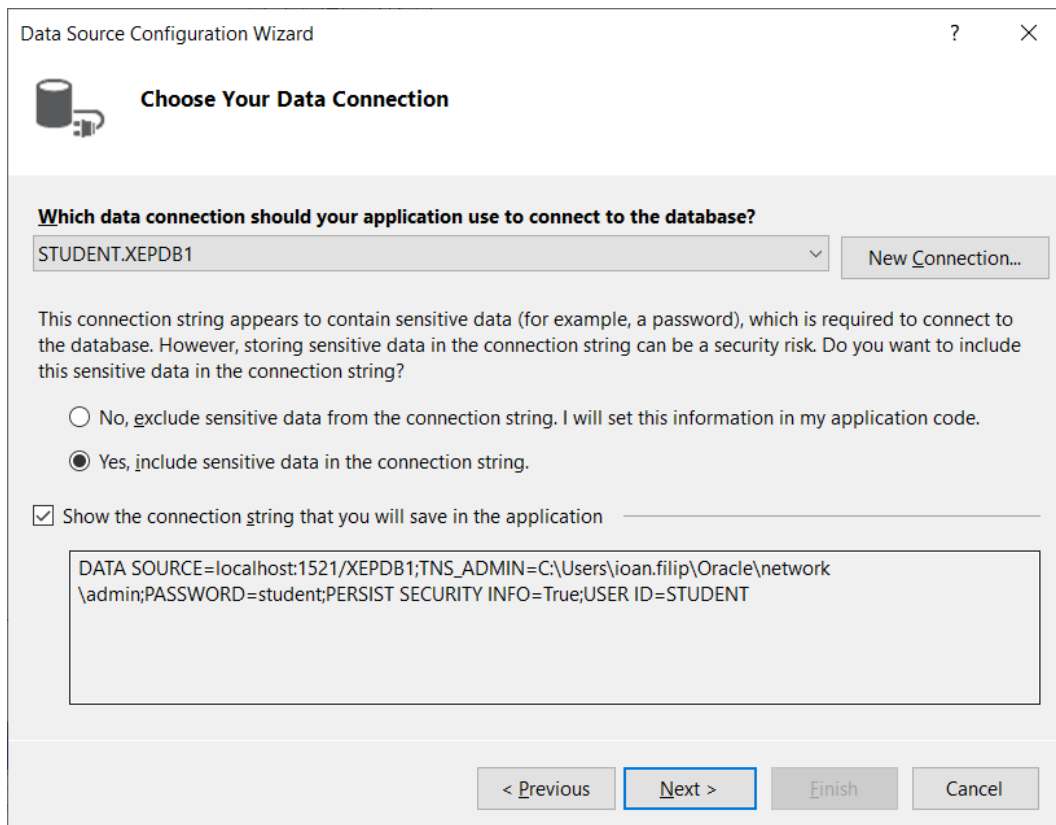 Data Source Configuration Wizard
?
Choose Your Data Connection
Which data connection should your application use to connect to the database?
STUDENT.XEPDB1
New Connection...
This connection string appears to contain sensitive data (for example, a password), which is required to connect to
the database. However, storing sensitive data in the connection string can be a security risk. Do you want to include
this sensitive data in the connection string?
No, exclude sensitive data from the connection string. I will set this information in my application code.
Yes, include sensitive data in the connection string.
Show the connection string that you will save in the application
DATA SOURCE=localhost:1521/XEPDB1;TNS_ADMIN=C:\Users\ioan.filip\Oracle\network
\admin;PASSWORD=student;PERSIST SECURITY INFO=True;USER ID=STUDENT
< Previous
Next >
Finish
Cancel